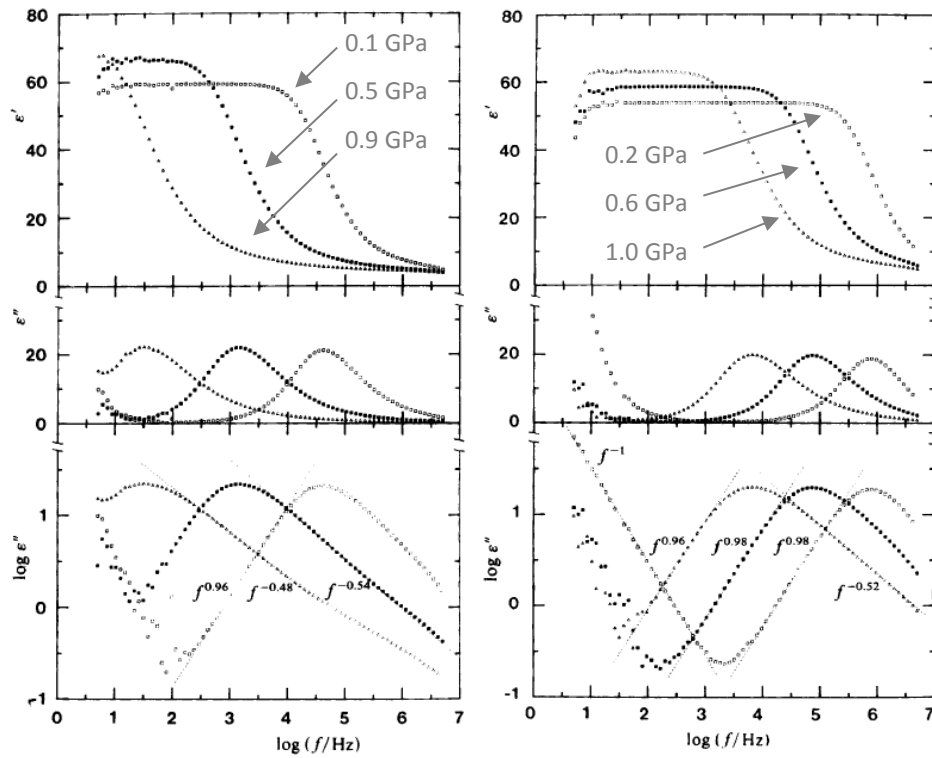 80
60
40
20
0
ε′
0.1 GPa
0.5 GPa
0.9 GPa
20
0
ε″
1
0
-1
log ε″
f^0.96
f^-0.48
f^-0.54
0 1 2 3 4 5 6 7
log (f/Hz)
80
60
40
20
0
ε′
0.2 GPa
0.6 GPa
1.0 GPa
20
0
ε″
1
0
-1
log ε″
f^-1
f^0.96
f^0.98
f^0.98
f^-0.52
0 1 2 3 4 5 6 7
log (f/Hz)